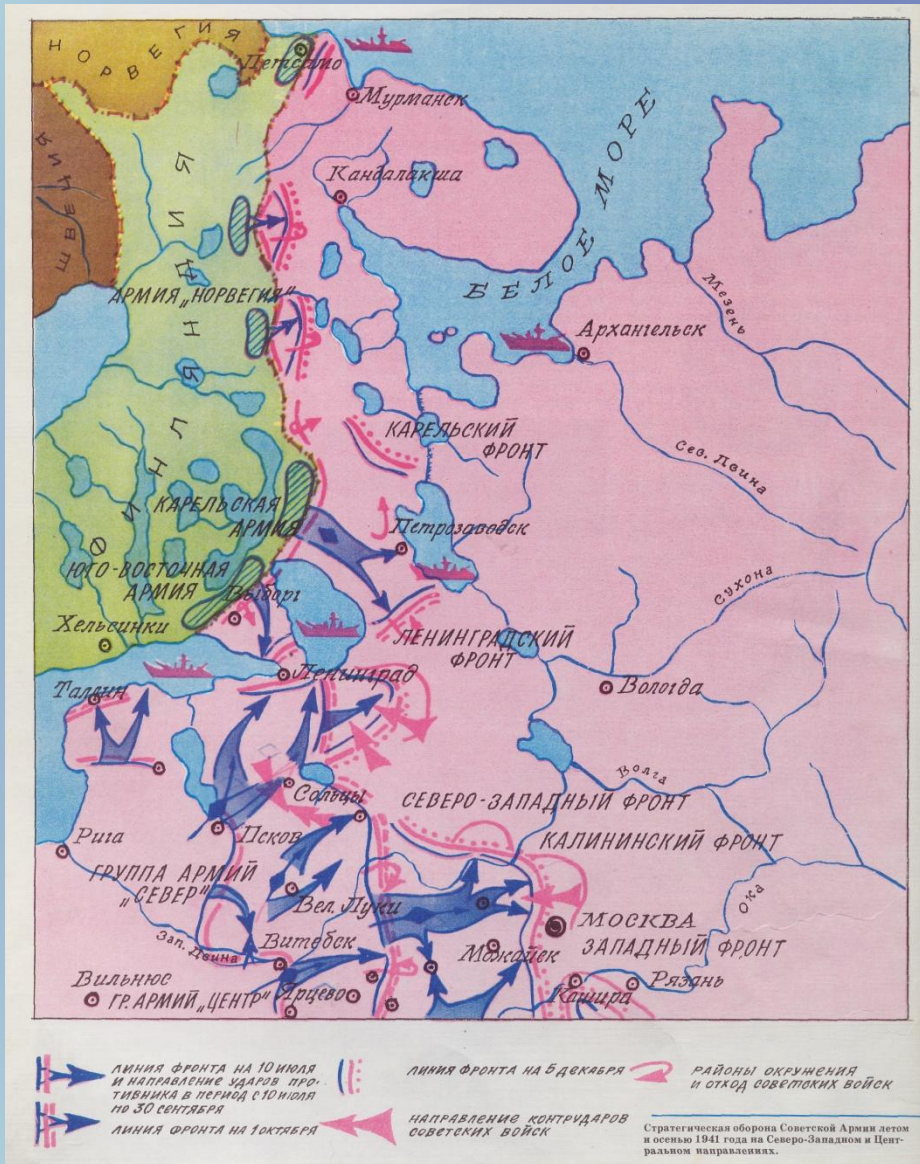 НОРВЕГИЯ
Петсамо
Мурманск
ШВЕЦИЯ
Кандалакша
БЕЛОЕ МОРЕ
ФИНЛЯНДИЯ
АРМИЯ „НОРВЕГИЯ"
Мезень
Архангельск
КАРЕЛЬСКИЙ
ФРОНТ
Сев. Двина
КАРЕЛЬСКАЯ
АРМИЯ
Петрозаводск
ЮГО-ВОСТОЧНАЯ
АРМИЯ
Выборг
Сухона
Хельсинки
ЛЕНИНГРАДСКИЙ
ФРОНТ
Ленинград
Таллин
Вологда
Волга
Сольцы
СЕВЕРО-ЗАПАДНЫЙ ФРОНТ
Псков
Рига
КАЛИНИНСКИЙ ФРОНТ
ГРУППА АРМИЙ
„СЕВЕР"
Вел. Луки
Ока
МОСКВА
Зап. Двина
Витебск
Можайск
ЗАПАДНЫЙ ФРОНТ
Вильнюс
ГР. АРМИЙ „ЦЕНТР"
Ярцево
Кашира
Рязань
ЛИНИЯ ФРОНТА НА 10 ИЮЛЯ
И НАПРАВЛЕНИЕ УДАРОВ ПРО-
ТИВНИКА В ПЕРИОД С 10 ИЮЛЯ
ПО 30 СЕНТЯБРЯ
ЛИНИЯ ФРОНТА НА 1 ОКТЯБРЯ
ЛИНИЯ ФРОНТА НА 5 ДЕКАБРЯ
НАПРАВЛЕНИЕ КОНТРУДАРОВ
СОВЕТСКИХ ВОЙСК
РАЙОНЫ ОКРУЖЕНИЯ
И ОТХОД СОВЕТСКИХ ВОЙСК
Стратегическая оборона Советской Армии летом
и осенью 1941 года на Северо-Западном и Цент-
ральном направлениях.